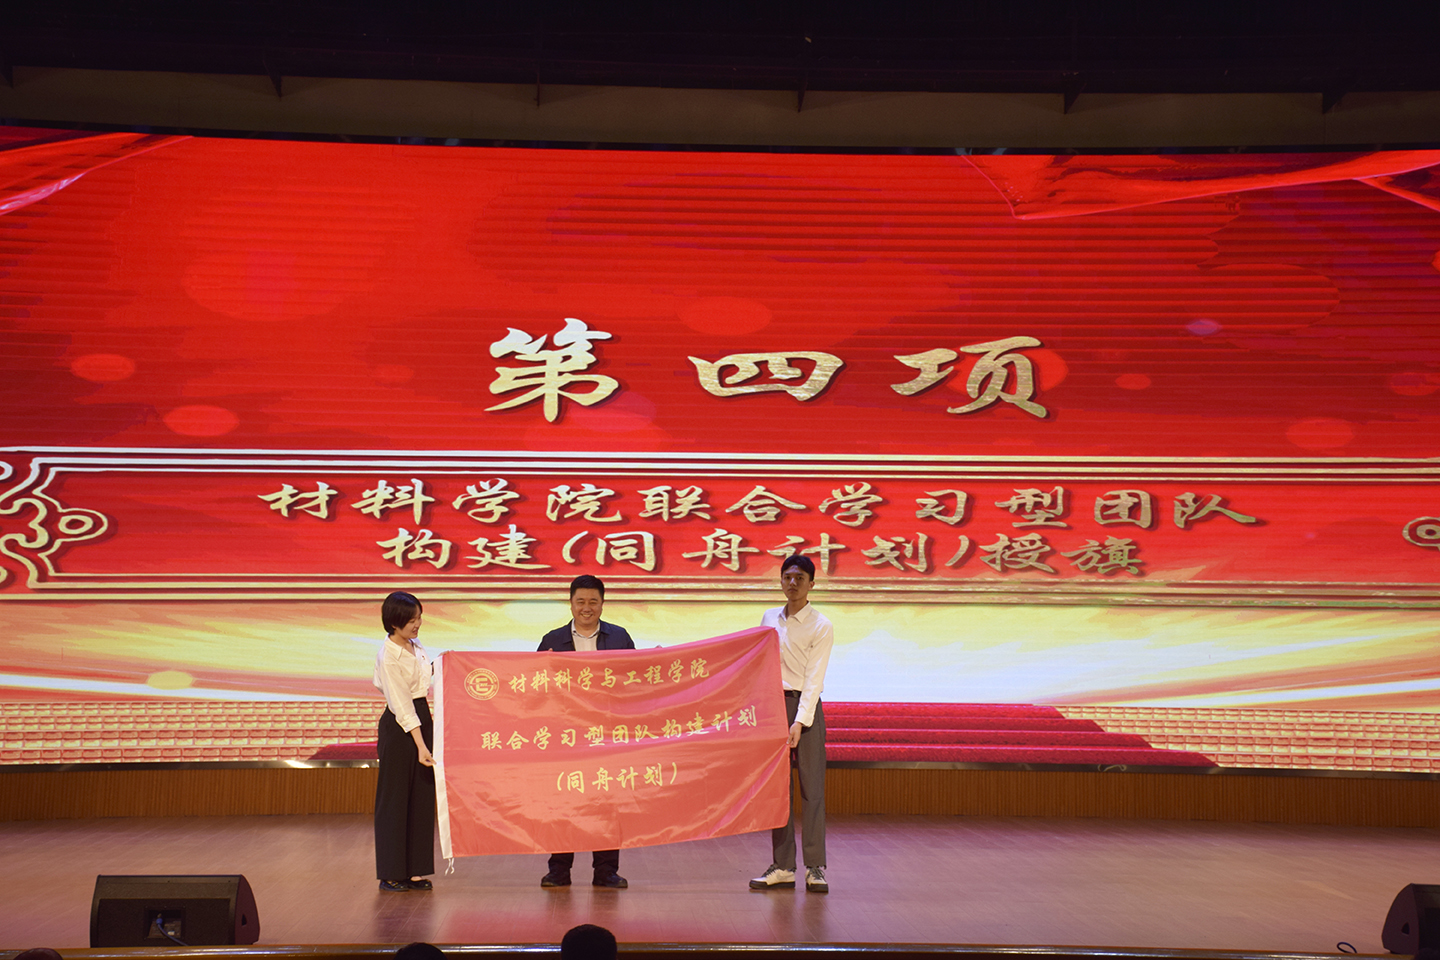 第四项
材料学院联合学习型团队
构建(同舟计划)授旗
材料科学与工程学院
联合学习型团队构建计划
(同舟计划)